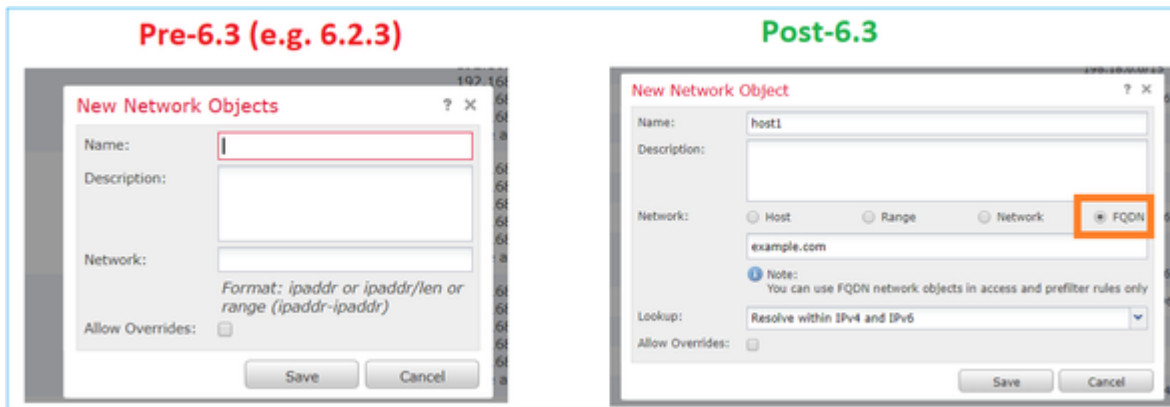 Pre-6.3 (e.g. 6.2.3)
Post-6.3
192.168
New Network Objects
? ×
Name:
Description:
Network:
Format: ipaddr or ipaddr/len or
range (ipaddr-ipaddr)
Allow Overrides:
Save
Cancel
New Network Object
? ×
Name:
host1
Description:
Network:
Host
Range
Network
FQDN
example.com
Note:
You can use FQDN network objects in access and prefilter rules only
Lookup:
Resolve within IPv4 and IPv6
Allow Overrides:
Save
Cancel